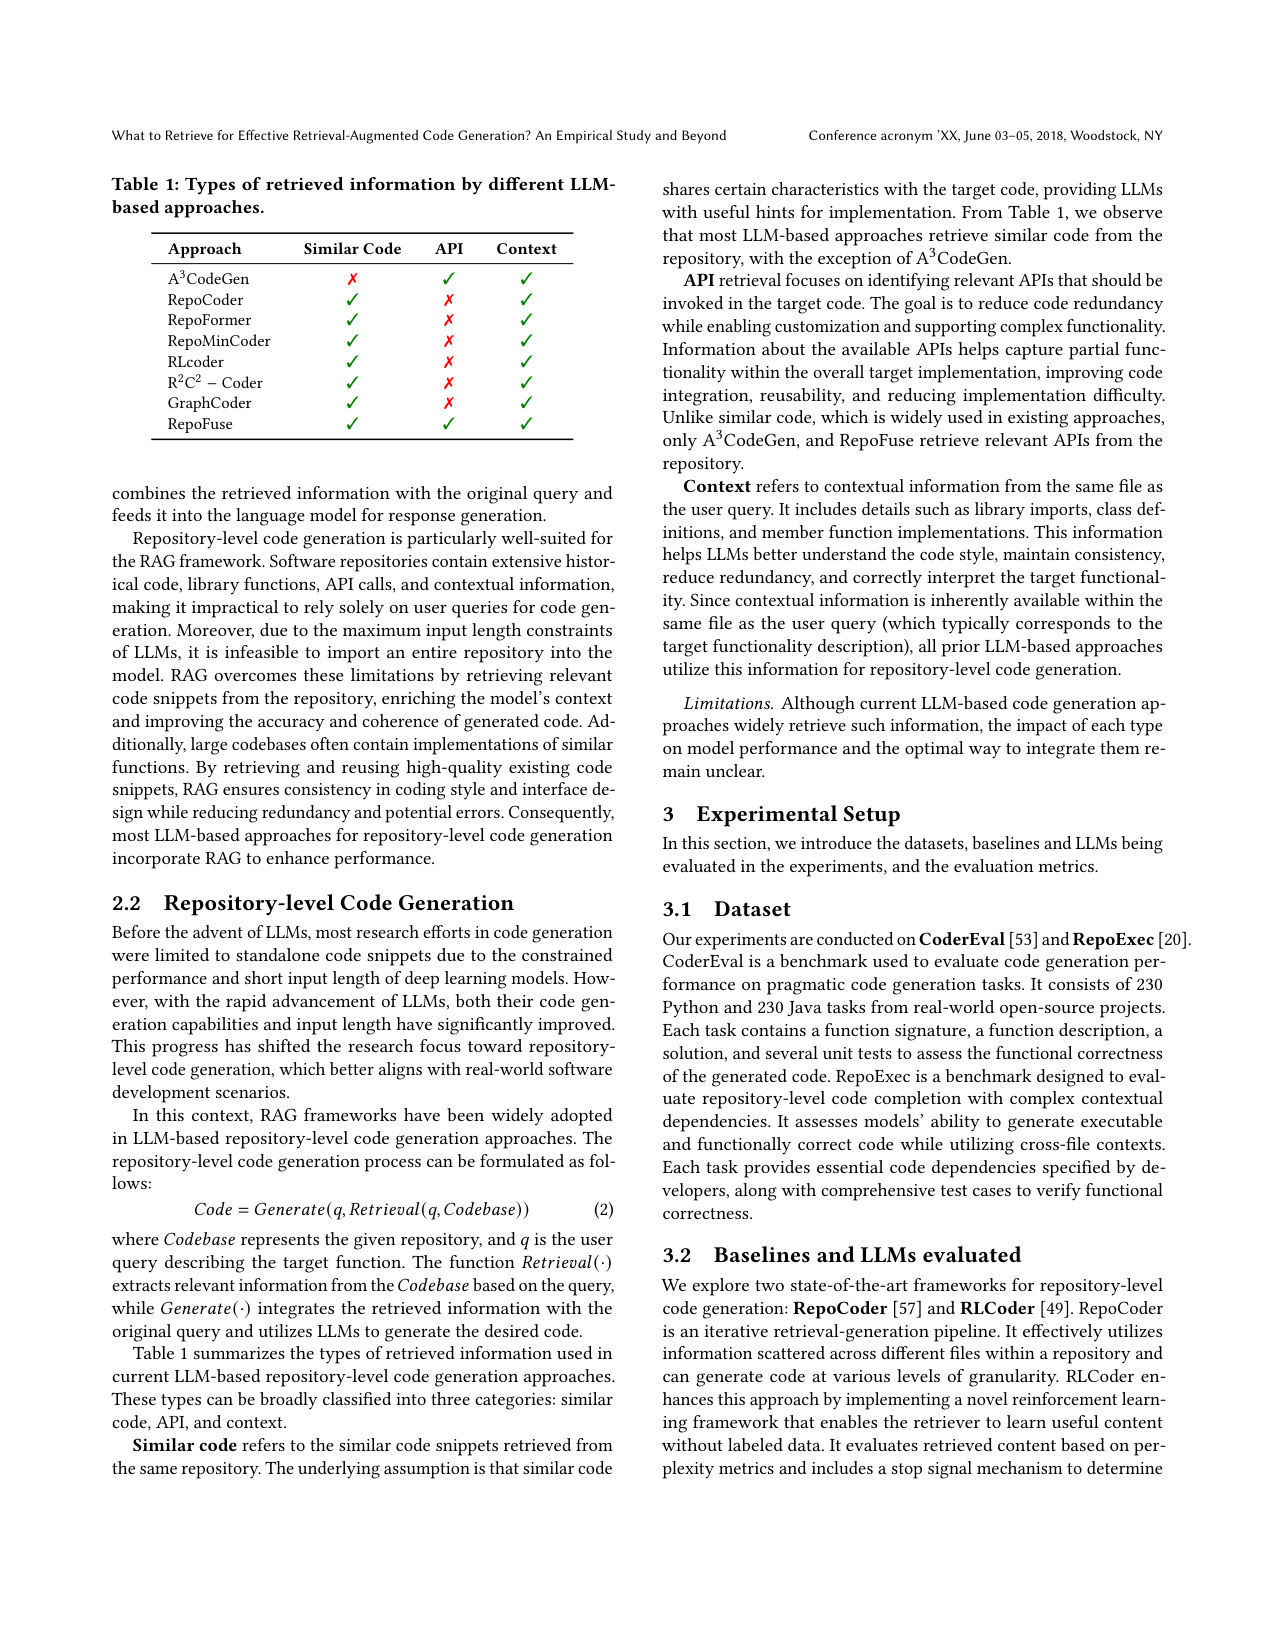 What to Retrieve for Effective Retrieval-Augmented Code Generation? An Empirical Study and Beyond
Conference acronym ’XX, June 03–05, 2018, Woodstock, NY
Table 1: Types of retrieved information by different LLM-
based approaches.
Approach Similar Code API Context
A³CodeGen ✗ ✓ ✓
RepoCoder ✓ ✗ ✓
RepoFormer ✓ ✗ ✓
RepoMinCoder ✓ ✗ ✓
RLcoder ✓ ✗ ✓
R²C² – Coder ✓ ✗ ✓
GraphCoder ✓ ✗ ✓
RepoFuse ✓ ✓ ✓
combines the retrieved information with the original query and
feeds it into the language model for response generation.
Repository-level code generation is particularly well-suited for
the RAG framework. Software repositories contain extensive histor-
ical code, library functions, API calls, and contextual information,
making it impractical to rely solely on user queries for code gen-
eration. Moreover, due to the maximum input length constraints
of LLMs, it is infeasible to import an entire repository into the
model. RAG overcomes these limitations by retrieving relevant
code snippets from the repository, enriching the model’s context
and improving the accuracy and coherence of generated code. Ad-
ditionally, large codebases often contain implementations of similar
functions. By retrieving and reusing high-quality existing code
snippets, RAG ensures consistency in coding style and interface de-
sign while reducing redundancy and potential errors. Consequently,
most LLM-based approaches for repository-level code generation
incorporate RAG to enhance performance.
2.2 Repository-level Code Generation
Before the advent of LLMs, most research efforts in code generation
were limited to standalone code snippets due to the constrained
performance and short input length of deep learning models. How-
ever, with the rapid advancement of LLMs, both their code gen-
eration capabilities and input length have significantly improved.
This progress has shifted the research focus toward repository-
level code generation, which better aligns with real-world software
development scenarios.
In this context, RAG frameworks have been widely adopted
in LLM-based repository-level code generation approaches. The
repository-level code generation process can be formulated as fol-
lows:
Code = Generate(q, Retrieval(q, Codebase)) (2)
where Codebase represents the given repository, and q is the user
query describing the target function. The function Retrieval(·)
extracts relevant information from the Codebase based on the query,
while Generate(·) integrates the retrieved information with the
original query and utilizes LLMs to generate the desired code.
Table 1 summarizes the types of retrieved information used in
current LLM-based repository-level code generation approaches.
These types can be broadly classified into three categories: similar
code, API, and context.
Similar code refers to the similar code snippets retrieved from
the same repository. The underlying assumption is that similar code
shares certain characteristics with the target code, providing LLMs
with useful hints for implementation. From Table 1, we observe
that most LLM-based approaches retrieve similar code from the
repository, with the exception of A³CodeGen.
API retrieval focuses on identifying relevant APIs that should be
invoked in the target code. The goal is to reduce code redundancy
while enabling customization and supporting complex functionality.
Information about the available APIs helps capture partial func-
tionality within the overall target implementation, improving code
integration, reusability, and reducing implementation difficulty.
Unlike similar code, which is widely used in existing approaches,
only A³CodeGen, and RepoFuse retrieve relevant APIs from the
repository.
Context refers to contextual information from the same file as
the user query. It includes details such as library imports, class def-
initions, and member function implementations. This information
helps LLMs better understand the code style, maintain consistency,
reduce redundancy, and correctly interpret the target functional-
ity. Since contextual information is inherently available within the
same file as the user query (which typically corresponds to the
target functionality description), all prior LLM-based approaches
utilize this information for repository-level code generation.
Limitations. Although current LLM-based code generation ap-
proaches widely retrieve such information, the impact of each type
on model performance and the optimal way to integrate them re-
main unclear.
3 Experimental Setup
In this section, we introduce the datasets, baselines and LLMs being
evaluated in the experiments, and the evaluation metrics.
3.1 Dataset
Our experiments are conducted on CoderEval [53] and RepoExec [20].
CoderEval is a benchmark used to evaluate code generation per-
formance on pragmatic code generation tasks. It consists of 230
Python and 230 Java tasks from real-world open-source projects.
Each task contains a function signature, a function description, a
solution, and several unit tests to assess the functional correctness
of the generated code. RepoExec is a benchmark designed to eval-
uate repository-level code completion with complex contextual
dependencies. It assesses models’ ability to generate executable
and functionally correct code while utilizing cross-file contexts.
Each task provides essential code dependencies specified by de-
velopers, along with comprehensive test cases to verify functional
correctness.
3.2 Baselines and LLMs evaluated
We explore two state-of-the-art frameworks for repository-level
code generation: RepoCoder [57] and RLCoder [49]. RepoCoder
is an iterative retrieval-generation pipeline. It effectively utilizes
information scattered across different files within a repository and
can generate code at various levels of granularity. RLCoder en-
hances this approach by implementing a novel reinforcement learn-
ing framework that enables the retriever to learn useful content
without labeled data. It evaluates retrieved content based on per-
plexity metrics and includes a stop signal mechanism to determine